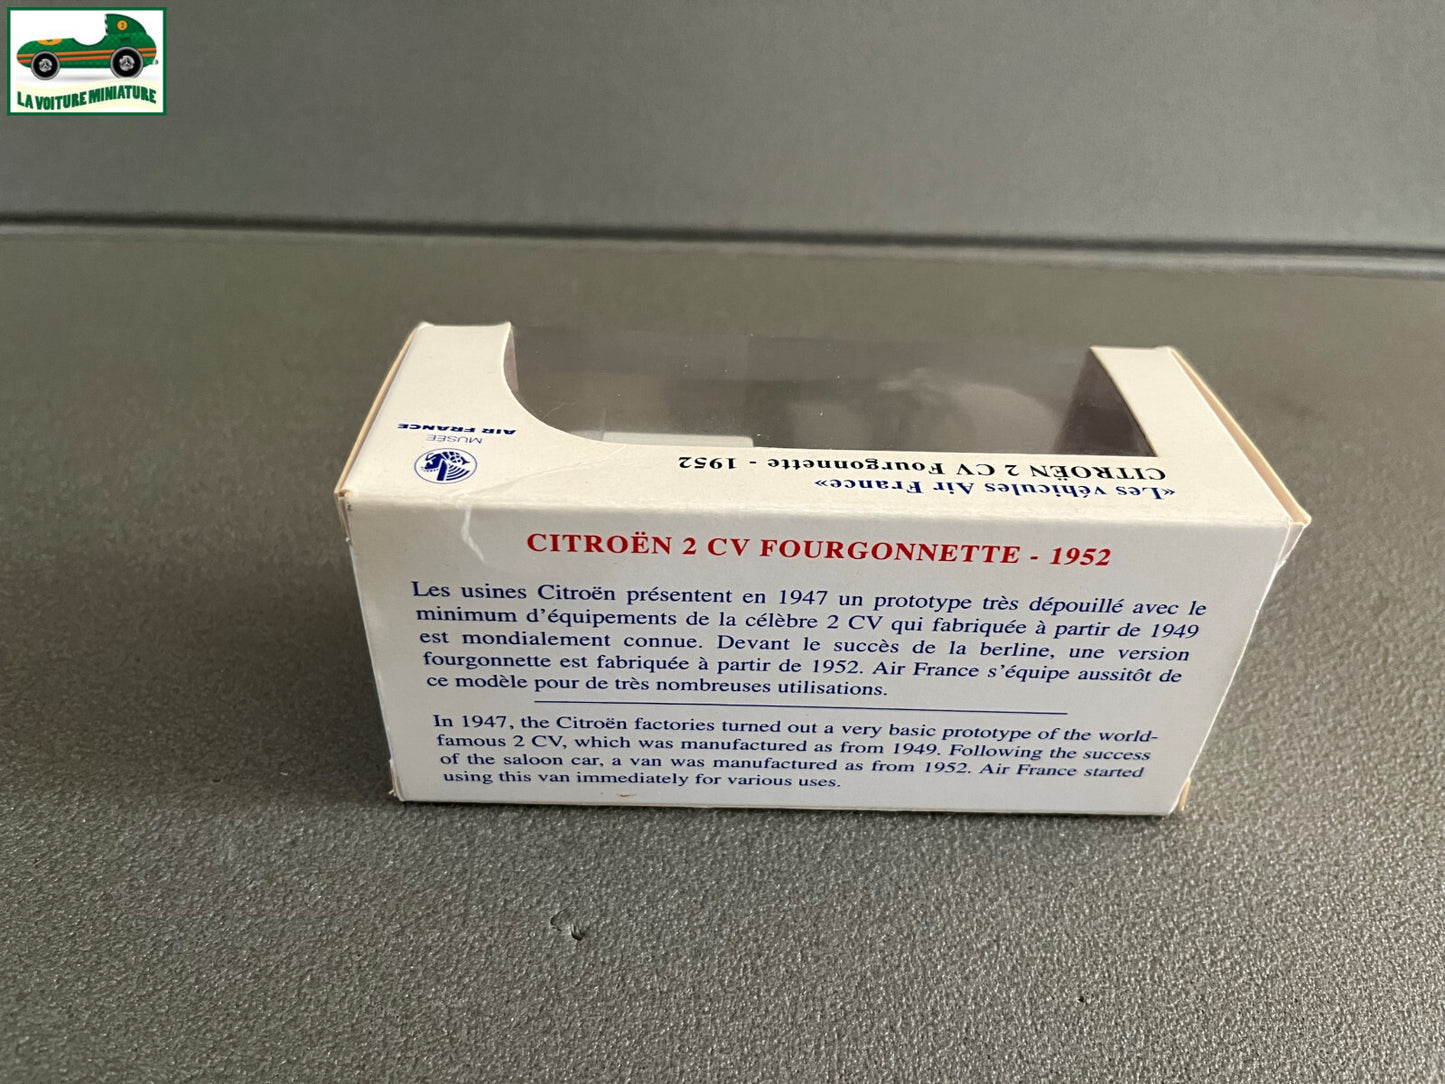 3
LA VOITURE MINIATURE
MUSÉE
AIR FRANCE
«Les véhicules Air France»
CITROËN 2 CV Fourgonnette - 1952
CITROËN 2 CV FOURGONNETTE - 1952
Les usines Citroën présentent en 1947 un prototype très dépouillé avec le
minimum d'équipements de la célèbre 2 CV qui fabriquée à partir de 1949
est mondialement connue. Devant le succès de la berline, une version
fourgonnette est fabriquée à partir de 1952. Air France s'équipe aussitôt de
ce modèle pour de très nombreuses utilisations.
In 1947, the Citroën factories turned out a very basic prototype of the world-
famous 2 CV, which was manufactured as from 1949. Following the success
of the saloon car, a van was manufactured as from 1952. Air France started
using this van immediately for various uses.